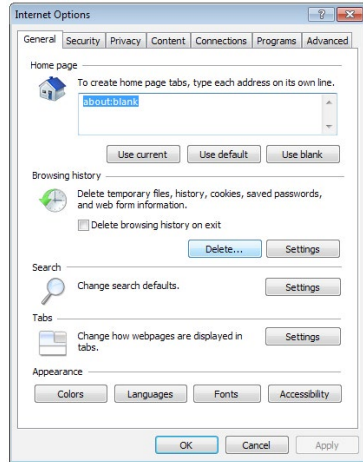 Internet Options
General Security Privacy Content Connections Programs Advanced
Home page
To create home page tabs, type each address on its own line.
about:blank
Use current Use default Use blank
Browsing history
Delete temporary files, history, cookies, saved passwords,
and web form information.
Delete browsing history on exit
Delete... Settings
Search
Change search defaults. Settings
Tabs
Change how webpages are displayed in
tabs.
Settings
Appearance
Colors Languages Fonts Accessibility
OK Cancel Apply